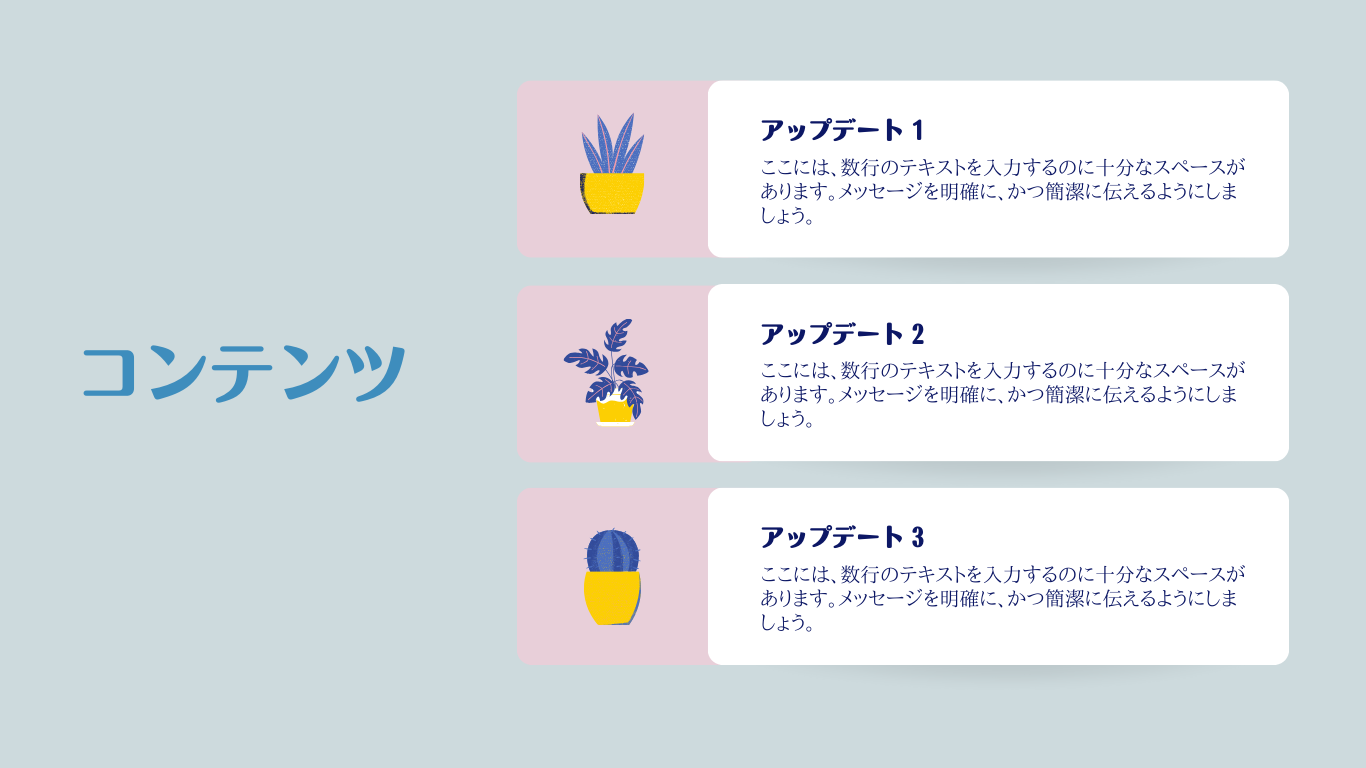 コンテンツ
アップデート 1
ここには、数行のテキストを入力するのに十分なスペースが
あります。メッセージを明確に、かつ簡潔に伝えるようにしま
しょう。
アップデート 2
ここには、数行のテキストを入力するのに十分なスペースが
あります。メッセージを明確に、かつ簡潔に伝えるようにしま
しょう。
アップデート 3
ここには、数行のテキストを入力するのに十分なスペースが
あります。メッセージを明確に、かつ簡潔に伝えるようにしま
しょう。